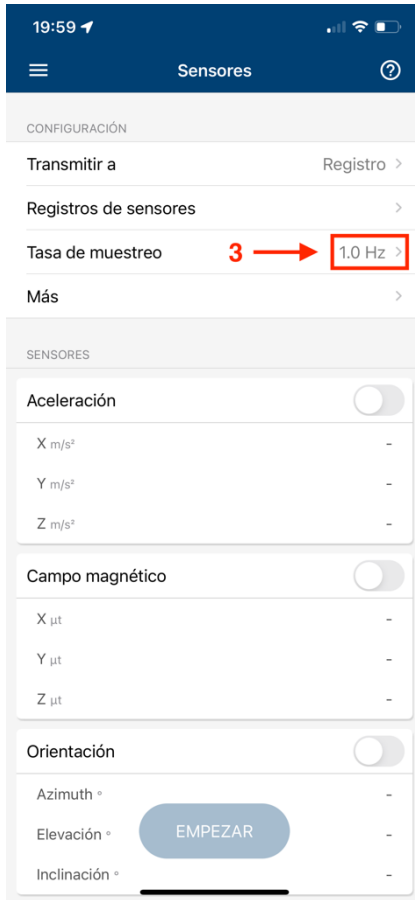 19:59
Sensores
CONFIGURACIÓN
Transmitir a Registro
Registros de sensores
Tasa de muestreo 3 1.0 Hz
Más
SENSORES
Aceleración
X m/s² -
Y m/s² -
Z m/s² -
Campo magnético
X µt -
Y µt -
Z µt -
Orientación
Azimuth ° -
Elevación ° -
EMPEZAR
Inclinación ° -